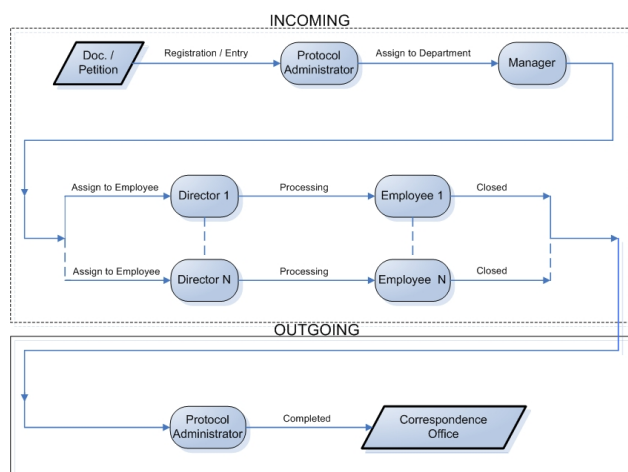 INCOMING
Doc. /
Petition
Registration / Entry
Protocol
Administrator
Assign to Department
Manager
Assign to Employee
Director 1
Processing
Employee 1
Closed
Assign to Employee
Director N
Processing
Employee N
Closed
OUTGOING
Protocol
Administrator
Completed
Correspondence
Office